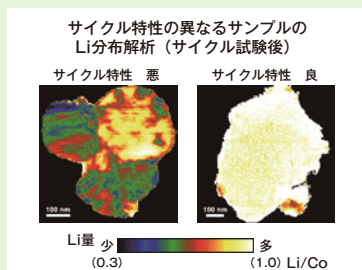 サイクル特性の異なるサンプルの
Li分布解析（サイクル試験後）
サイクル特性　悪
サイクル特性　良
100 nm
100 nm
Li量 少 多
(0.3) (1.0) Li/Co